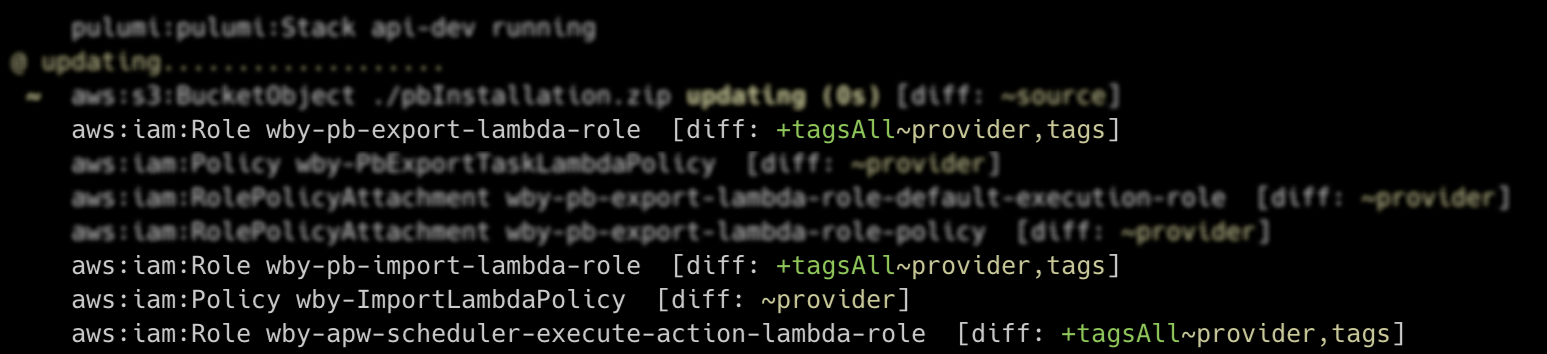 pulumi:pulumi:Stack api-dev running
@ updating...................
~ aws:s3:BucketObject ./pbInstallation.zip updating (0s) [diff: ~source]
aws:iam:Role wby-pb-export-lambda-role [diff: +tagsAll~provider,tags]
aws:iam:Policy wby-PbExportTaskLambdaPolicy [diff: ~provider]
aws:iam:RolePolicyAttachment wby-pb-export-lambda-role-default-execution-role [diff: ~provider]
aws:iam:RolePolicyAttachment wby-pb-export-lambda-role-policy [diff: ~provider]
aws:iam:Role wby-pb-import-lambda-role [diff: +tagsAll~provider,tags]
aws:iam:Policy wby-ImportLambdaPolicy [diff: ~provider]
aws:iam:Role wby-apw-scheduler-execute-action-lambda-role [diff: +tagsAll~provider,tags]